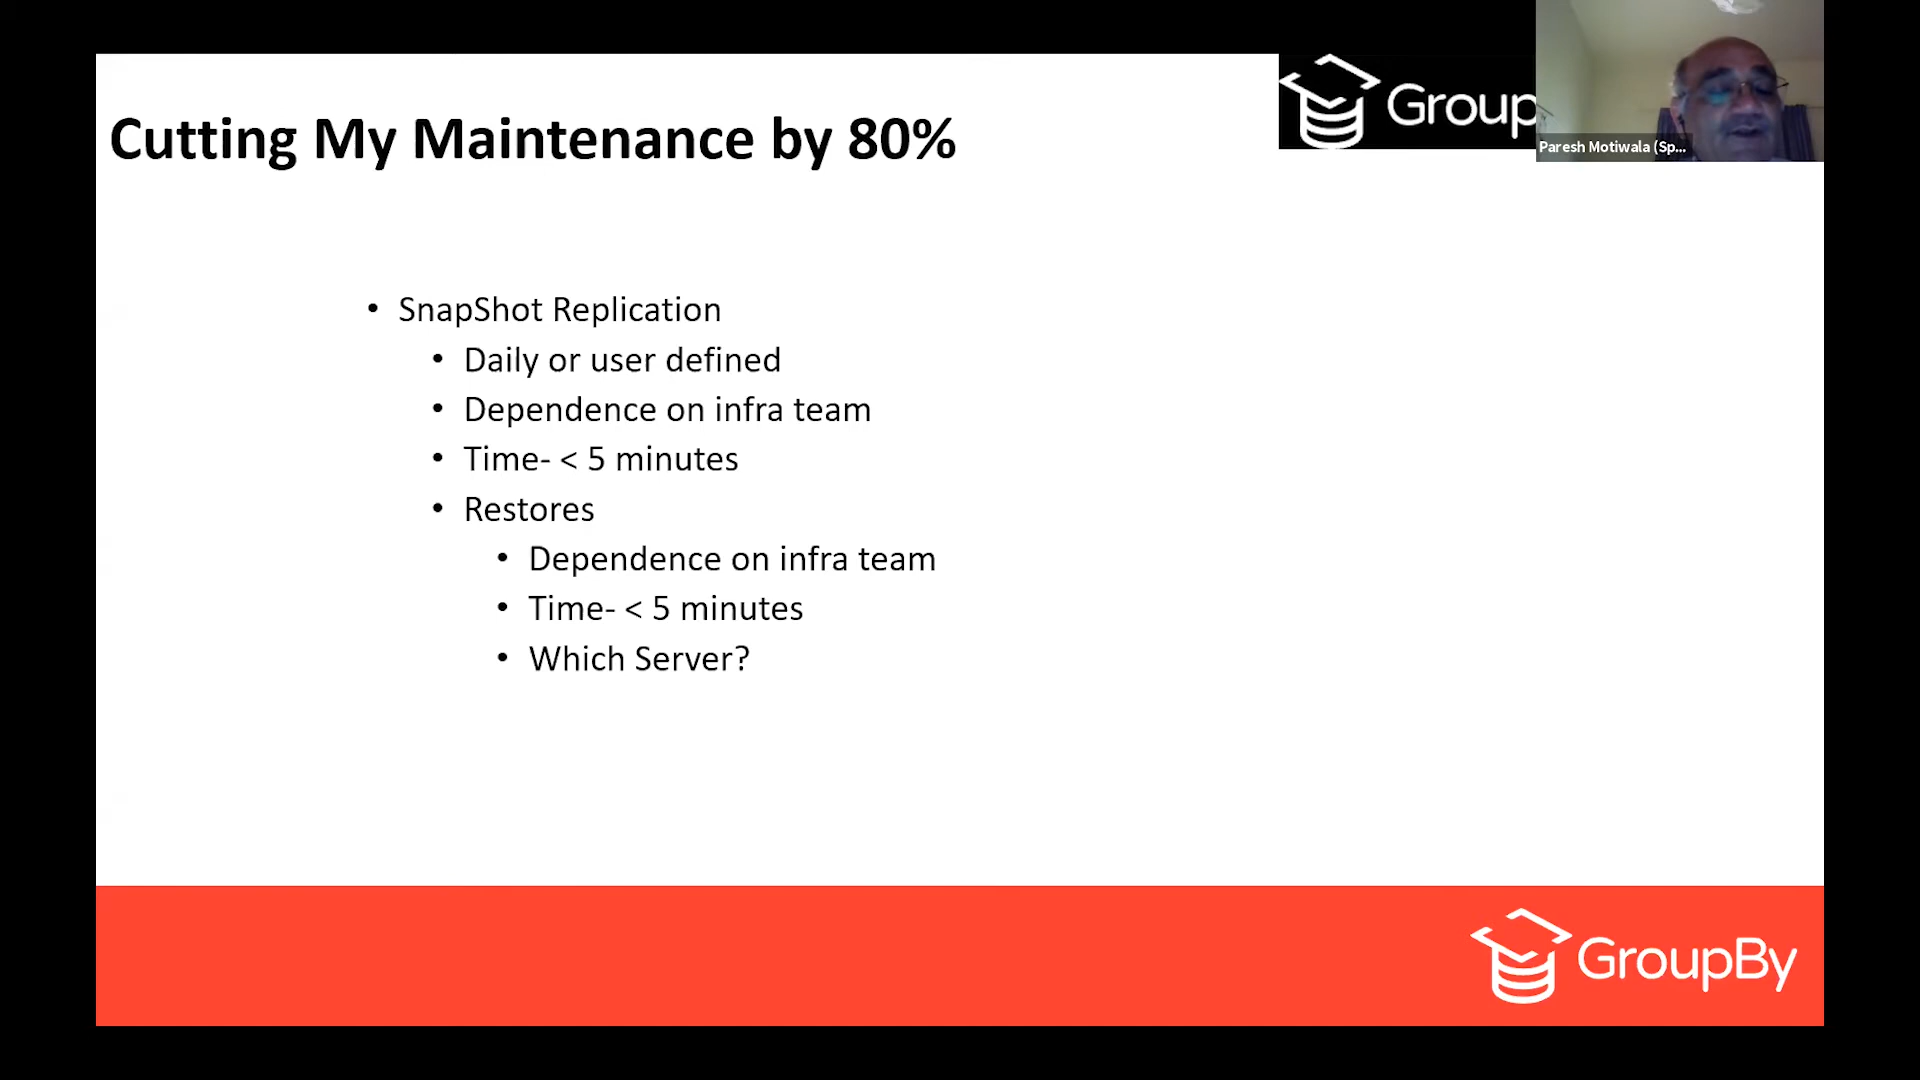 Cutting My Maintenance by 80%
Group
Paresh Motiwala (Sp...
• SnapShot Replication
• Daily or user defined
• Dependence on infra team
• Time- < 5 minutes
• Restores
• Dependence on infra team
• Time- < 5 minutes
• Which Server?
GroupBy